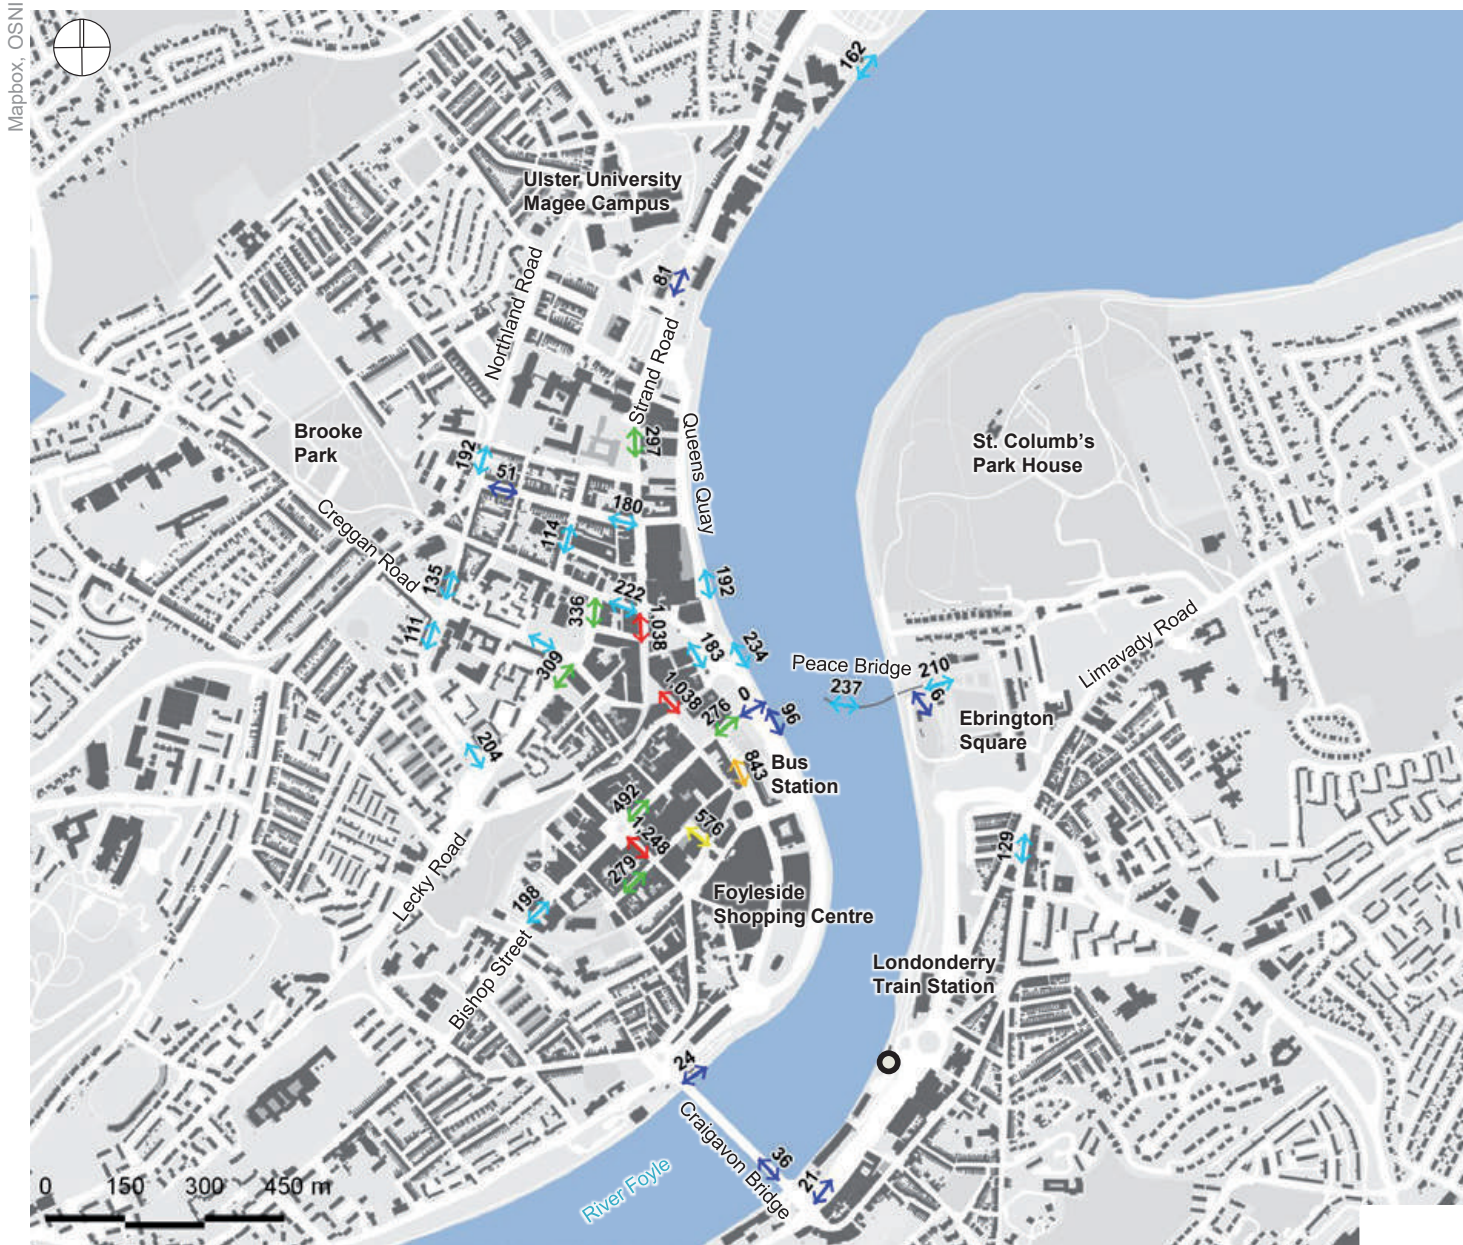 Mapbox, OSNI
162
Ulster University
Magee Campus
81
Northland Road
Strand Road
297
Queens Quay
Brooke
Park
192
51
St. Columb's
Park House
180
114
Creggan Road
135
192
222
336
1.038
111
183
234
309
Peace Bridge
210
237
6
Limavady Road
1.038
0
96
276
Ebrington
Square
204
843
Bus
Station
492
576
1.248
129
279
Lecky Road
198
Foyleside
Shopping Centre
Bishop Street
Londonderry
Train Station
24
Craigavon Bridge
36
21
River Foyle
0 150 300 450 m